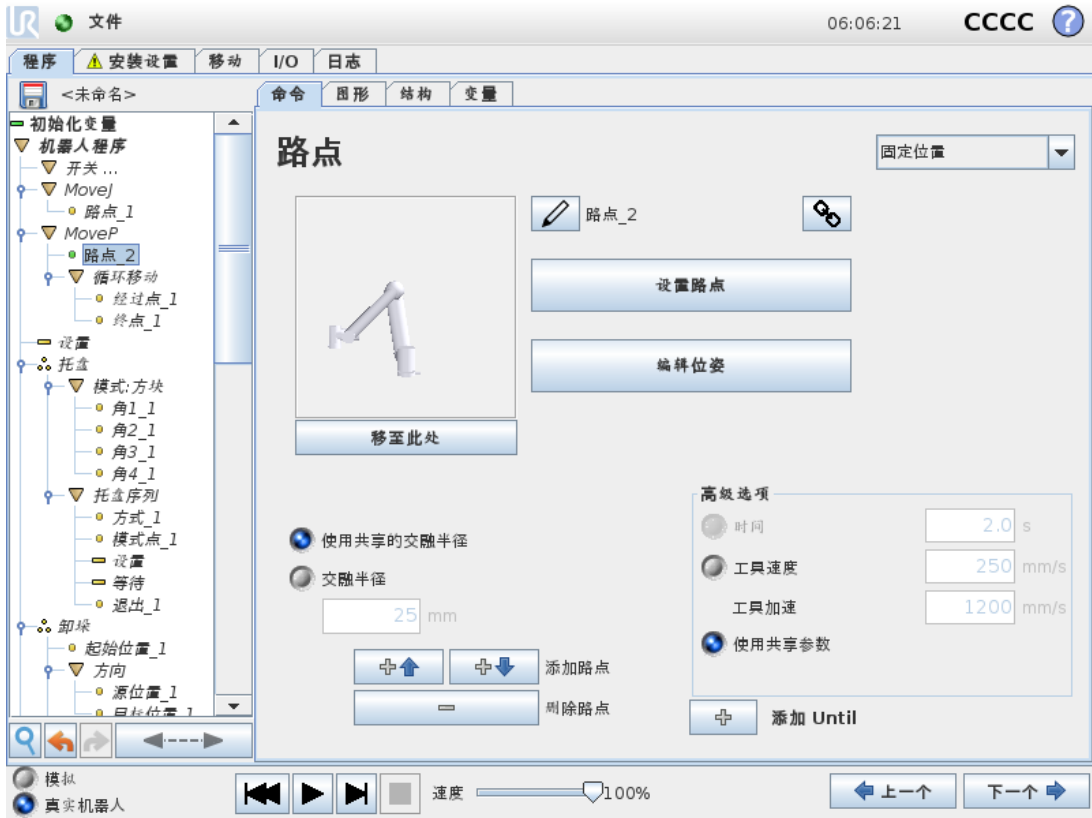 UR 文件 06:06:21 CCCC ?
程序 安装设置 移动 I/O 日志
<未命名> 命令 图形 结构 变量
初始化变量
机器人程序
开关 ...
MoveJ
路点_1
MoveP
路点_2
循环移动
经过点_1
终点_1
设置
托盘
模式:方块
角1_1
角2_1
角3_1
角4_1
托盘序列
方式_1
模式点_1
设置
等待
退出_1
卸垛
起始位置_1
方向
源位置_1
目标位置_1
路点
固定位置
路点_2
设置路点
编辑位姿
移至此处
使用共享的交融半径
交融半径
25 mm
添加路点
删除路点
高级选项
时间 2.0 s
工具速度 250 mm/s
工具加速 1200 mm/s
使用共享参数
添加 Until
模拟
真实机器人
速度 100%
上一个 下一个